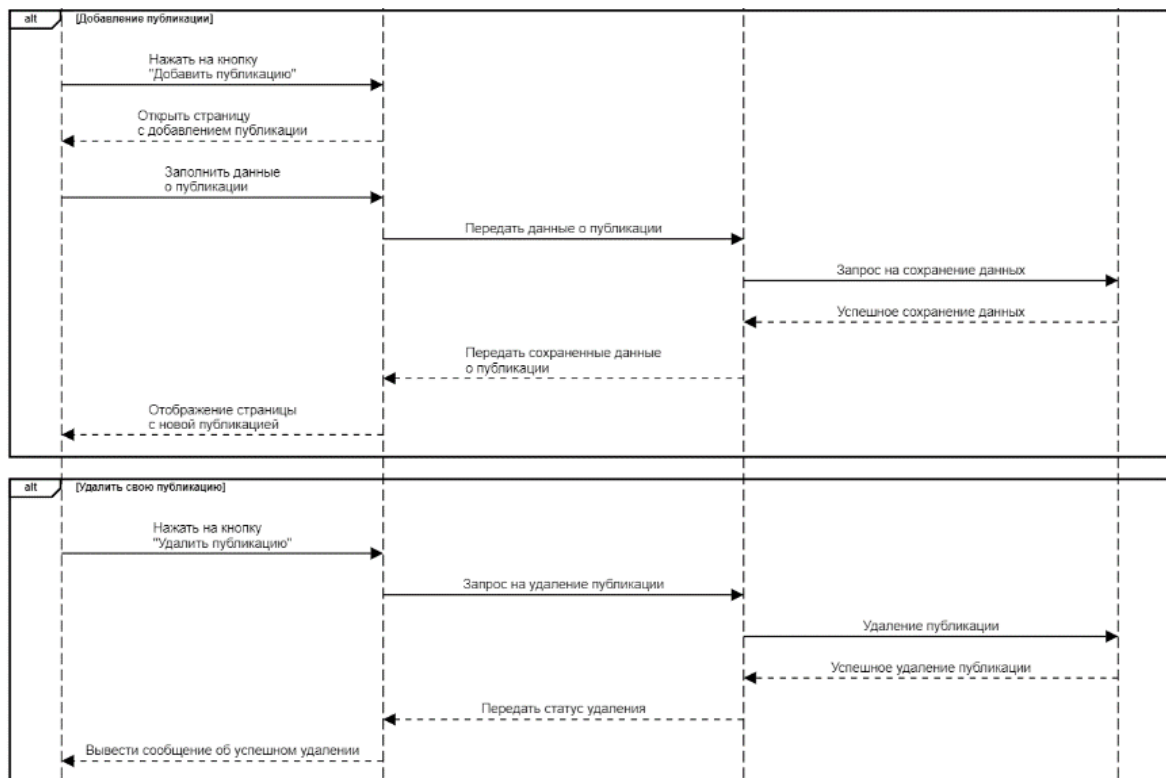 alt
[Добавление публикации]
Нажать на кнопку
"Добавить публикацию"
Открыть страницу
с добавлением публикации
Заполнить данные
о публикации
Передать данные о публикации
Запрос на сохранение данных
Успешное сохранение данных
Передать сохраненные данные
о публикации
Отображение страницы
с новой публикацией
alt
[Удалить свою публикацию]
Нажать на кнопку
"Удалить публикацию"
Запрос на удаление публикации
Удаление публикации
Успешное удаление публикации
Передать статус удаления
Вывести сообщение об успешном удалении